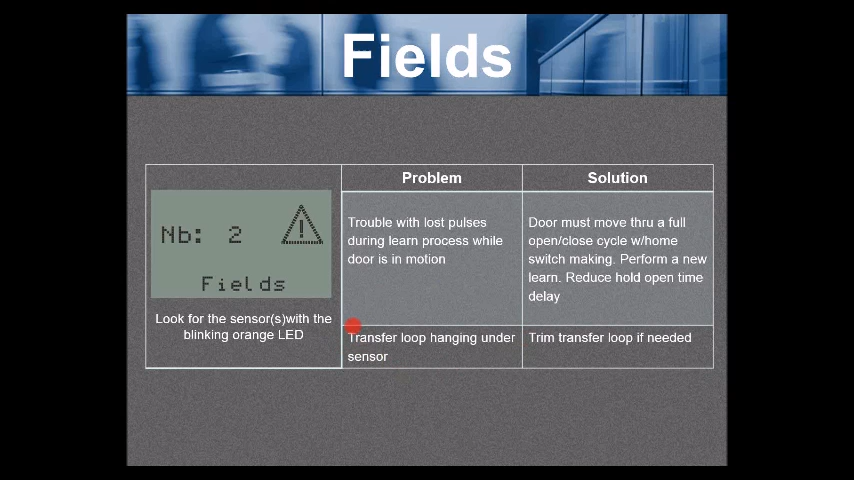 Fields
Problem
Solution
Nb: 2
!
Fields
Look for the sensor(s)with the
blinking orange LED
Trouble with lost pulses
during learn process while
door is in motion
Door must move thru a full
open/close cycle w/home
switch making. Perform a new
learn. Reduce hold open time
delay
Transfer loop hanging under
sensor
Trim transfer loop if needed